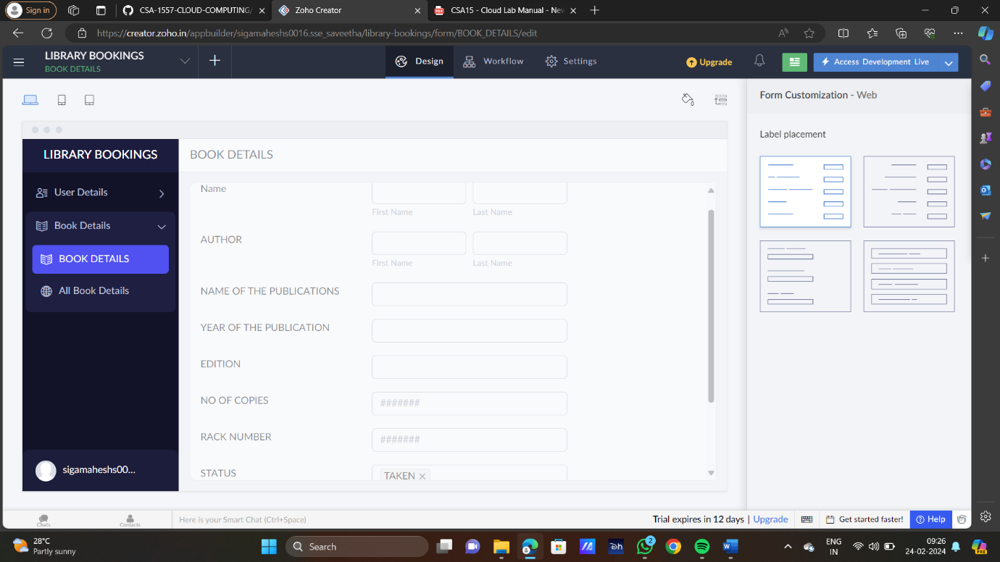 Sign in
CSA-1557-CLOUD-COMPUTING/
Zoho Creator
CSA15 - Cloud Lab Manual - Nev
https://creator.zoho.in/appbuilder/sigamaheshs0016.sse_saveetha/library-bookings/form/BOOK_DETAILS/edit
LIBRARY BOOKINGS
BOOK DETAILS
Design
Workflow
Settings
Upgrade
Access Development Live
Form Customization - Web
Label placement
LIBRARY BOOKINGS
User Details
Book Details
BOOK DETAILS
All Book Details
sigamaheshs00...
BOOK DETAILS
Name
First Name
Last Name
AUTHOR
First Name
Last Name
NAME OF THE PUBLICATIONS
YEAR OF THE PUBLICATION
EDITION
NO OF COPIES
#######
RACK NUMBER
#######
STATUS
TAKEN
Chats
Contacts
Here is your Smart Chat (Ctrl+Space)
Trial expires in 12 days | Upgrade
Get started faster!
Help
28°C
Partly sunny
Search
2
ENG
IN
09:26
24-02-2024
PRE